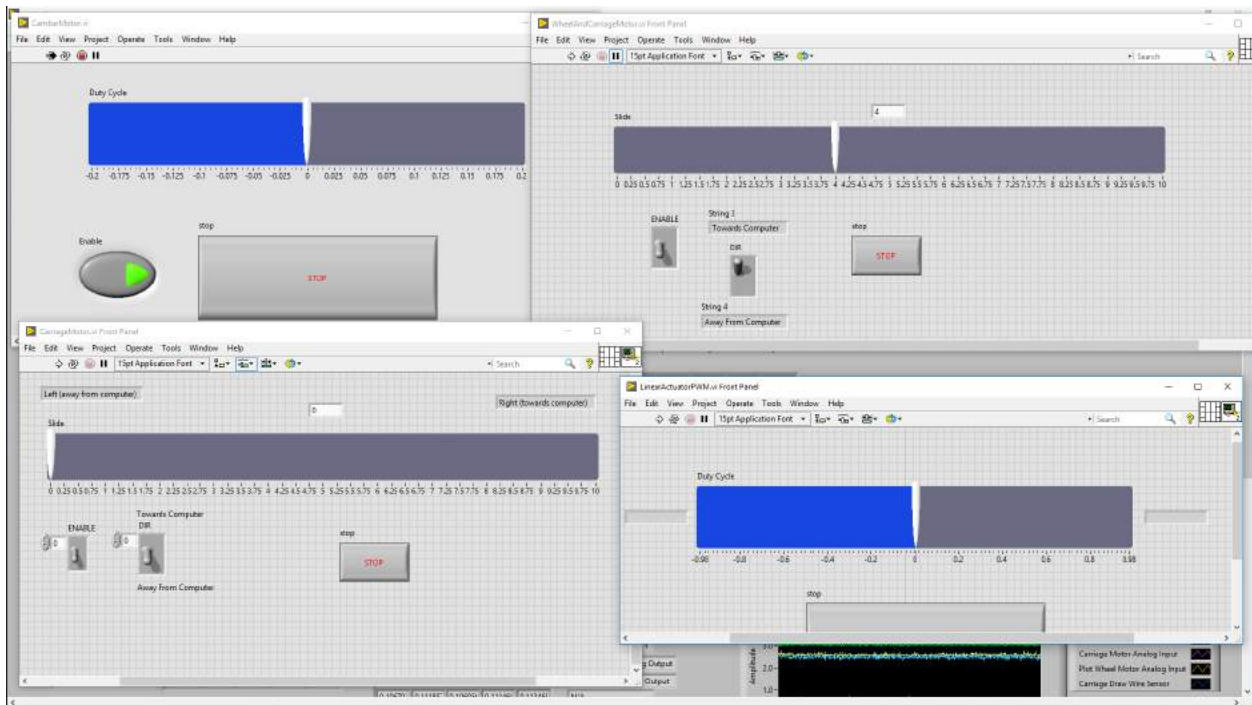 CamberMotor.vi
File Edit View Project Operate Tools Window Help
Duty Cycle
-0.2 -0.175 -0.15 -0.125 -0.1 -0.075 -0.05 -0.025 0 0.025 0.05 0.075 0.1 0.125 0.15 0.175 0.2
Enable
stop
STOP
WheelAndCarriageMotor.vi Front Panel
File Edit View Project Operate Tools Window Help
15pt Application Font
Search
4
Slide
0 0.25 0.5 0.75 1 1.25 1.5 1.75 2 2.25 2.5 2.75 3 3.25 3.5 3.75 4 4.25 4.5 4.75 5 5.25 5.5 5.75 6 6.25 6.5 6.75 7 7.25 7.5 7.75 8 8.25 8.5 8.75 9 9.25 9.5 9.75 10
ENABLE
String 1
Towards Computer
DIR
stop
STOP
String 4
Away From Computer
CarriageMotor.vi Front Panel
File Edit View Project Operate Tools Window Help
15pt Application Font
Search
2
Left (away from computer)
0
Right (towards computer)
Slide
0 0.25 0.5 0.75 1 1.25 1.5 1.75 2 2.25 2.5 2.75 3 3.25 3.5 3.75 4 4.25 4.5 4.75 5 5.25 5.5 5.75 6 6.25 6.5 6.75 7 7.25 7.5 7.75 8 8.25 8.5 8.75 9 9.25 9.5 9.75 10
ENABLE
0
Towards Computer
DIR
0
Away From Computer
stop
STOP
LinearActuatorPWM.vi Front Panel
File Edit View Project Operate Tools Window Help
15pt Application Font
Search
2
Duty Cycle
-0.98 -0.8 -0.6 -0.4 -0.2 0 0.2 0.4 0.6 0.8 0.98
stop
g Output
Output
Amplitude
3.0
2.0
1.0
Carriage Motor Analog Input
Plot Wheel Motor Analog Input
Carriage Draw Wire Sensor